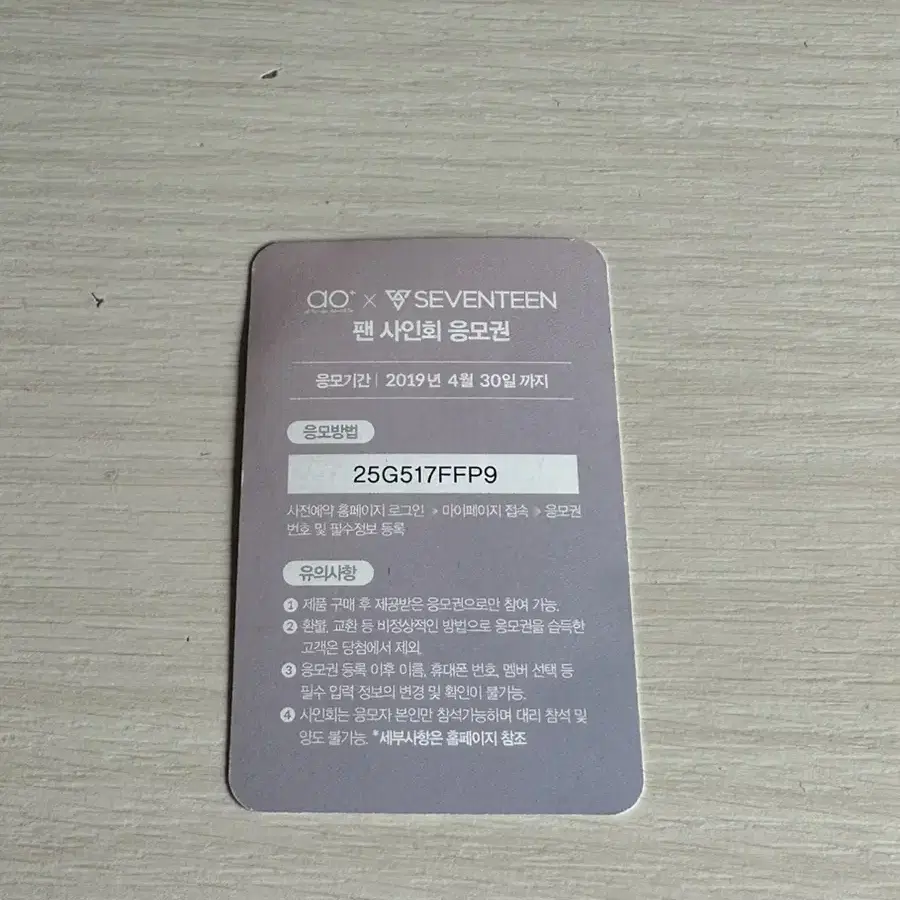 ao+ x SEVENTEEN
팬 사인회 응모권
응모기간 | 2019년 4월 30일 까지
응모방법
25G517FFP9
사전예약 홈페이지 로그인 > 마이페이지 접속 > 응모권
번호 및 필수정보 등록
유의사항
1 제품 구매 후 제공받은 응모권으로만 참여 가능.
2 환불, 교환 등 비정상적인 방법으로 응모권을 습득한
고객은 당첨에서 제외.
3 응모권 등록 이후 이름, 휴대폰 번호, 멤버 선택 등
필수 입력 정보의 변경 및 확인이 불가능.
4 사인회는 응모자 본인만 참석가능하며 대리 참석 및
양도 불가능. *세부사항은 홈페이지 참조